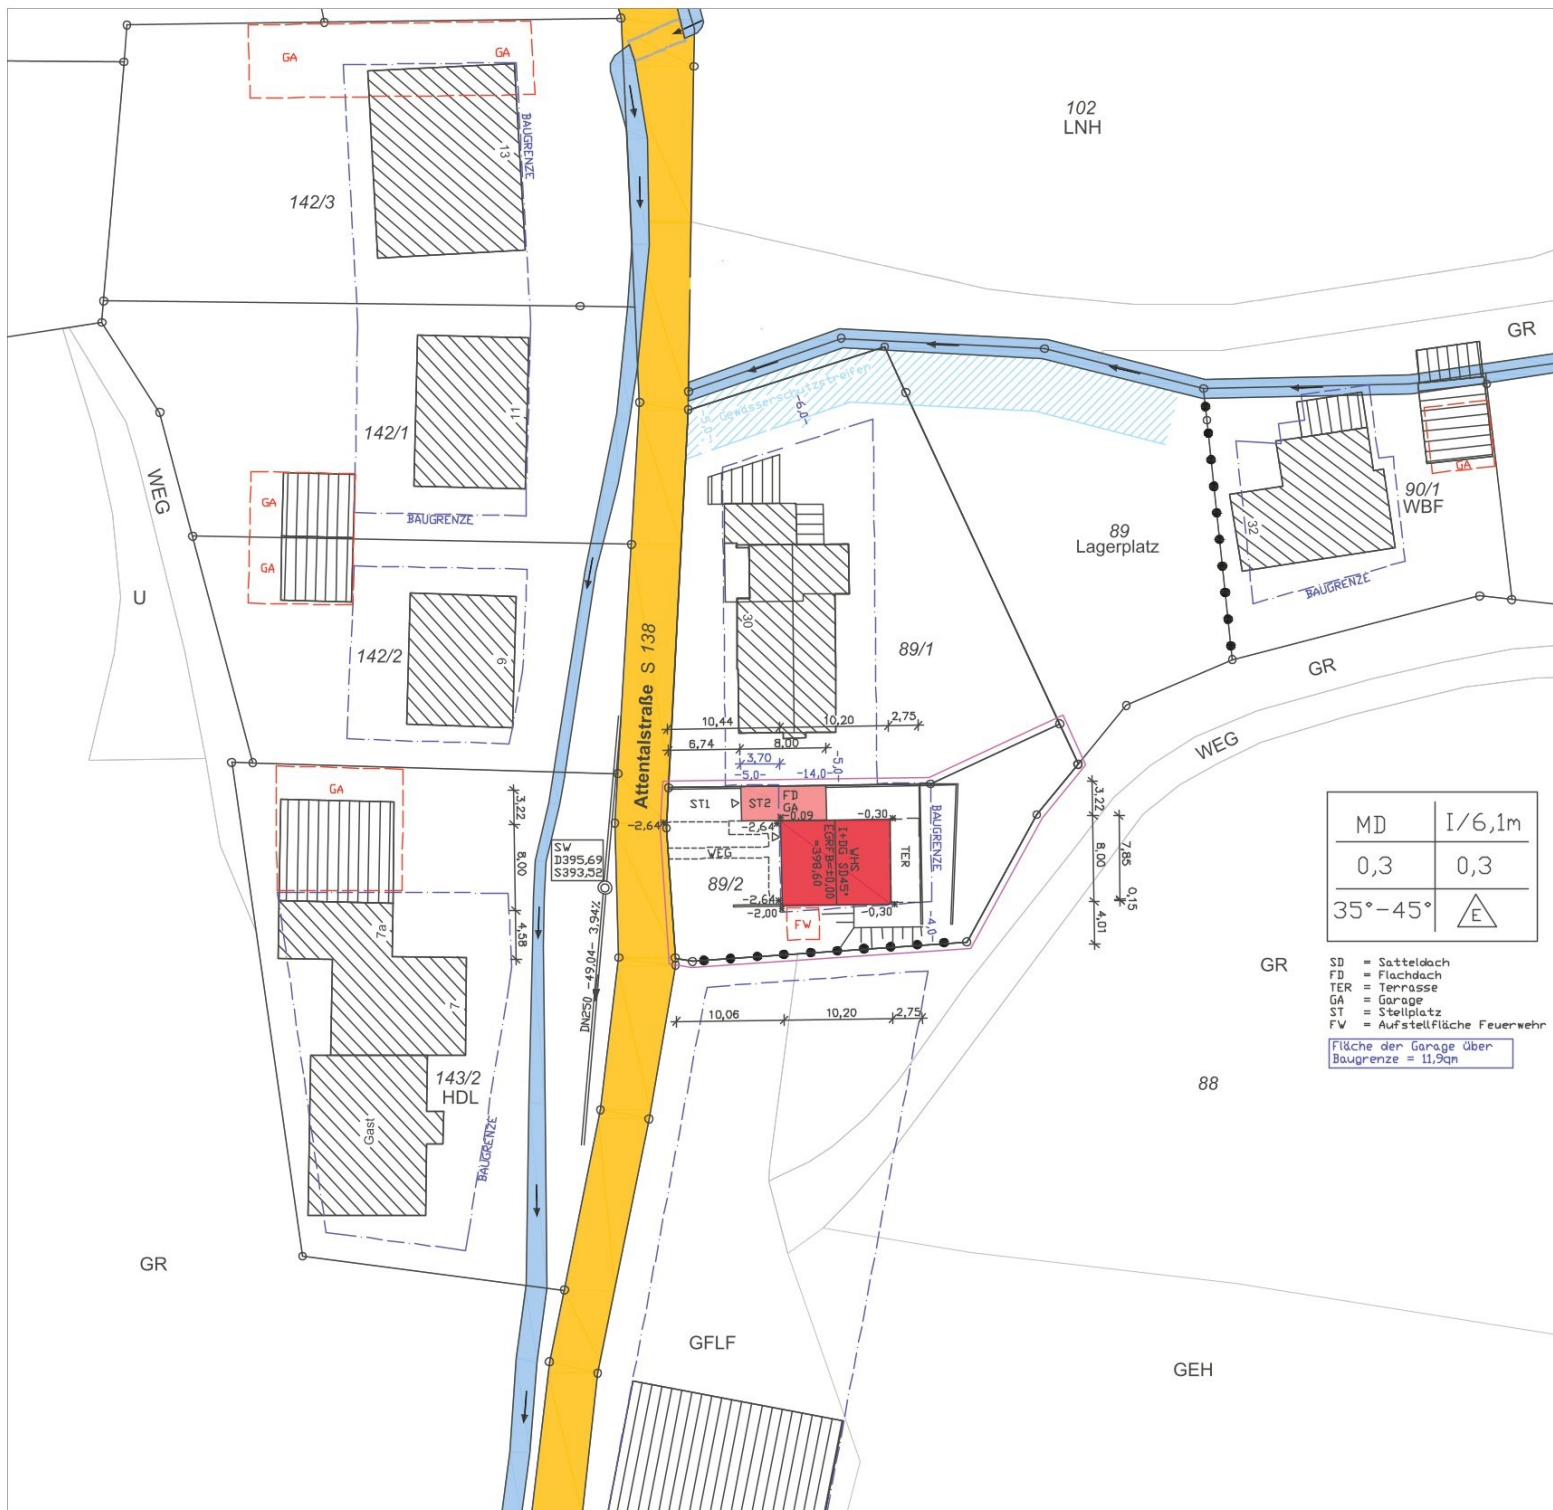 GA
GA
BAUGRENZE
13
142/3
102
LNH
GR
142/1
11
GA
WEG
BAUGRENZE
GA
U
142/2
9
Gewässerschutzstreifen
-5,0-
-6,0-
GA
90/1
WBF
32
BAUGRENZE
89
Lagerplatz
30
89/1
GR
WEG
Attentalstraße S 138
10,44
10,20
2,75
6,74
8,00
3,70
-5,0-
-14,0-
-5,0-
GA
3,22
8,00
4,58
ST1
ST2
FD
GA
-0,09
-0,30
-2,64
-2,64
WEG
89/2
-2,64
-2,00
-0,30
WHS
I+DG SD45°
EGRFB=±0,00
=398,60
TER
BAUGRENZE
-4,0-
FW
3,22
8,00
4,01
7,85
0,15
SW
D395,69
S393,52
DN250 -49.04- 3,94%
10,06
10,20
2,75
MD
I/6,1m
0,3
0,3
35°-45°
E
SD = Satteldach
FD = Flachdach
TER = Terrasse
GA = Garage
ST = Stellplatz
FW = Aufstellfläche Feuerwehr
Fläche der Garage über
Baugrenze = 11,9qm
7a
7
143/2
HDL
Gast
BAUGRENZE
GR
88
GR
GFLF
GEH